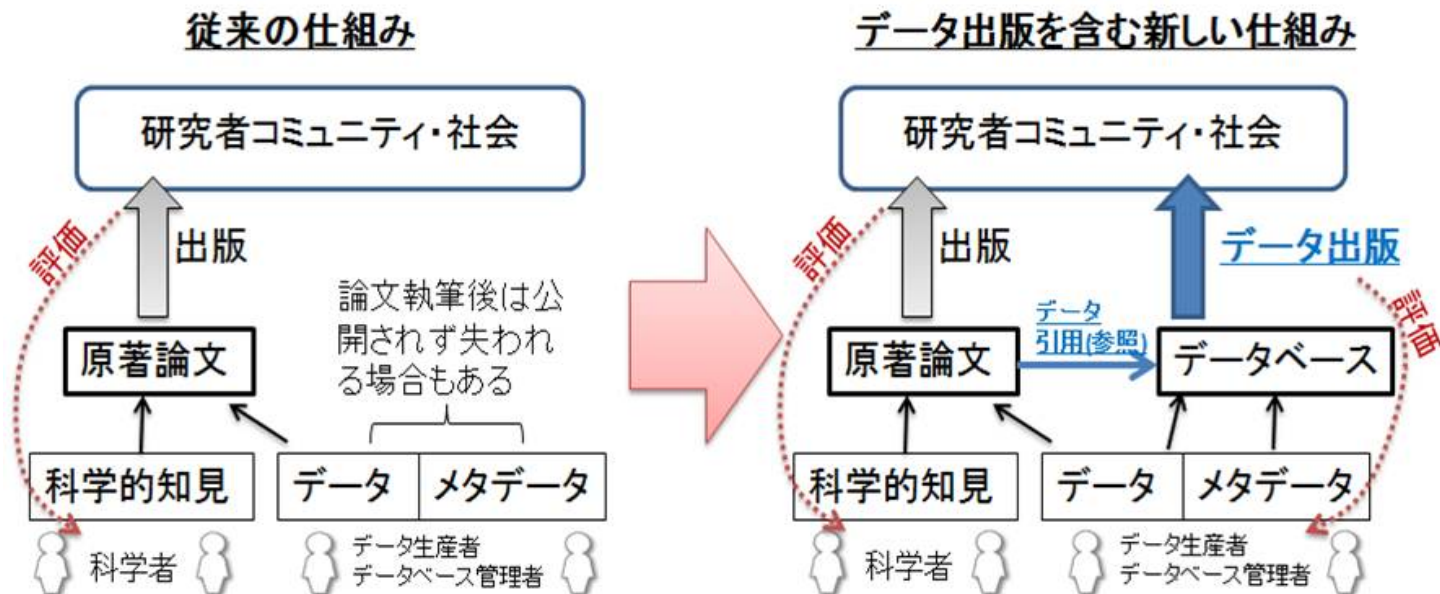 従来の仕組み
研究者コミュニティ・社会
評価
出版
論文執筆後は公
開されず失われ
る場合もある
原著論文
科学的知見
データ
メタデータ
科学者
データ生産者
データベース管理者
データ出版を含む新しい仕組み
研究者コミュニティ・社会
評価
出版
データ出版
評価
データ
引用(参照)
原著論文
データベース
科学的知見
データ
メタデータ
科学者
データ生産者
データベース管理者